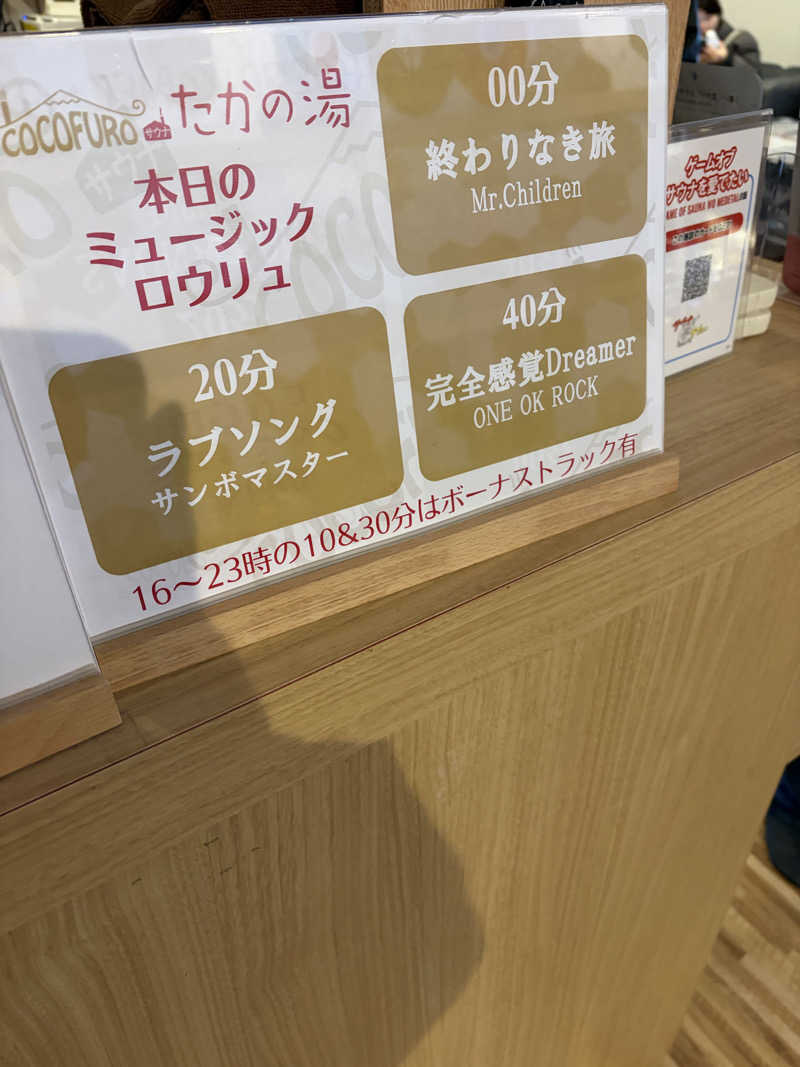 COCOFURO
サウナ
たかの湯
本日の
ミュージック
ロウリュ
00分
終わりなき旅
Mr.Children
20分
ラブソング
サンボマスター
40分
完全感覚Dreamer
ONE OK ROCK
16〜23時の10&30分はボーナストラック有
ゲームオブ
サウナを愛でたい